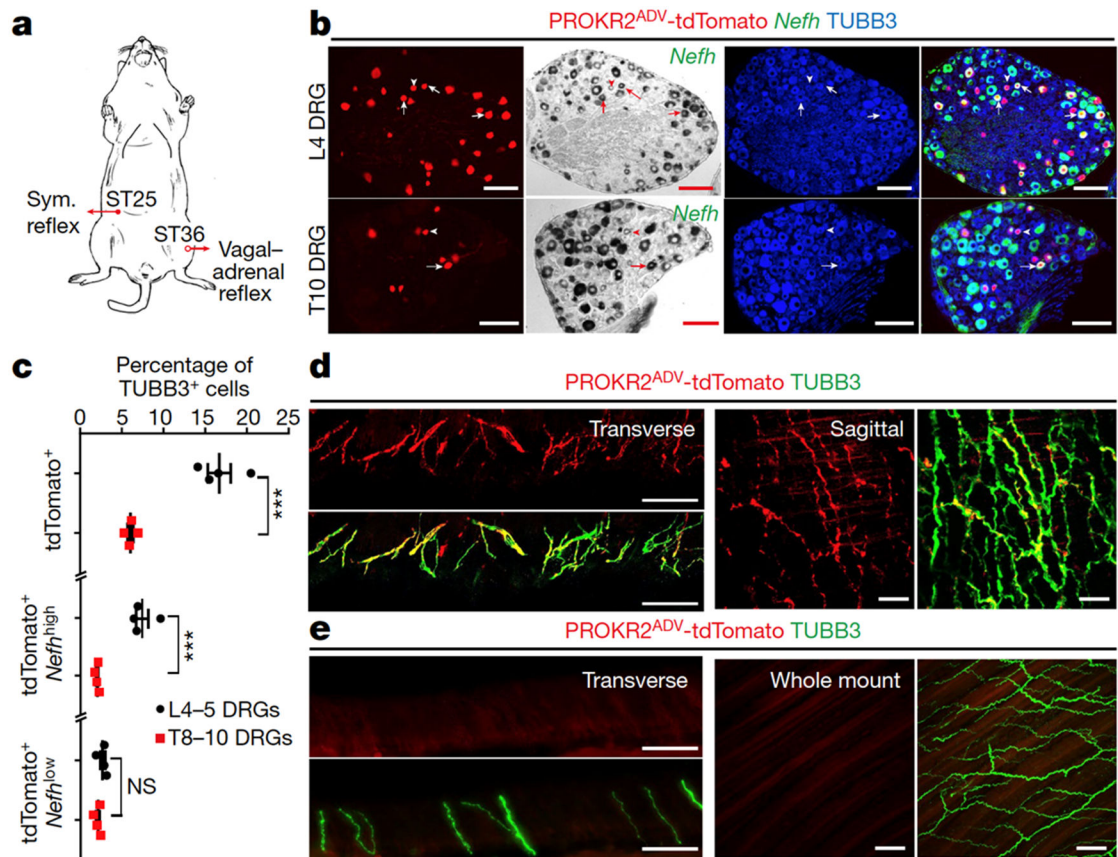 a
Sym.
reflex
ST25
ST36
Vagal–
adrenal
reflex
b
PROKR2ᴬᴰⱽ-tdTomato Nefh TUBB3
L4 DRG
Nefh
T10 DRG
Nefh
c
Percentage of
TUBB3⁺ cells
0 5 10 15 20 25
tdTomato⁺
***
tdTomato⁺
Nefhʰⁱᵍʰ
***
L4–5 DRGs
T8–10 DRGs
tdTomato⁺
Nefhˡᵒʷ
NS
d
PROKR2ᴬᴰⱽ-tdTomato TUBB3
Transverse
Sagittal
e
PROKR2ᴬᴰⱽ-tdTomato TUBB3
Transverse
Whole mount